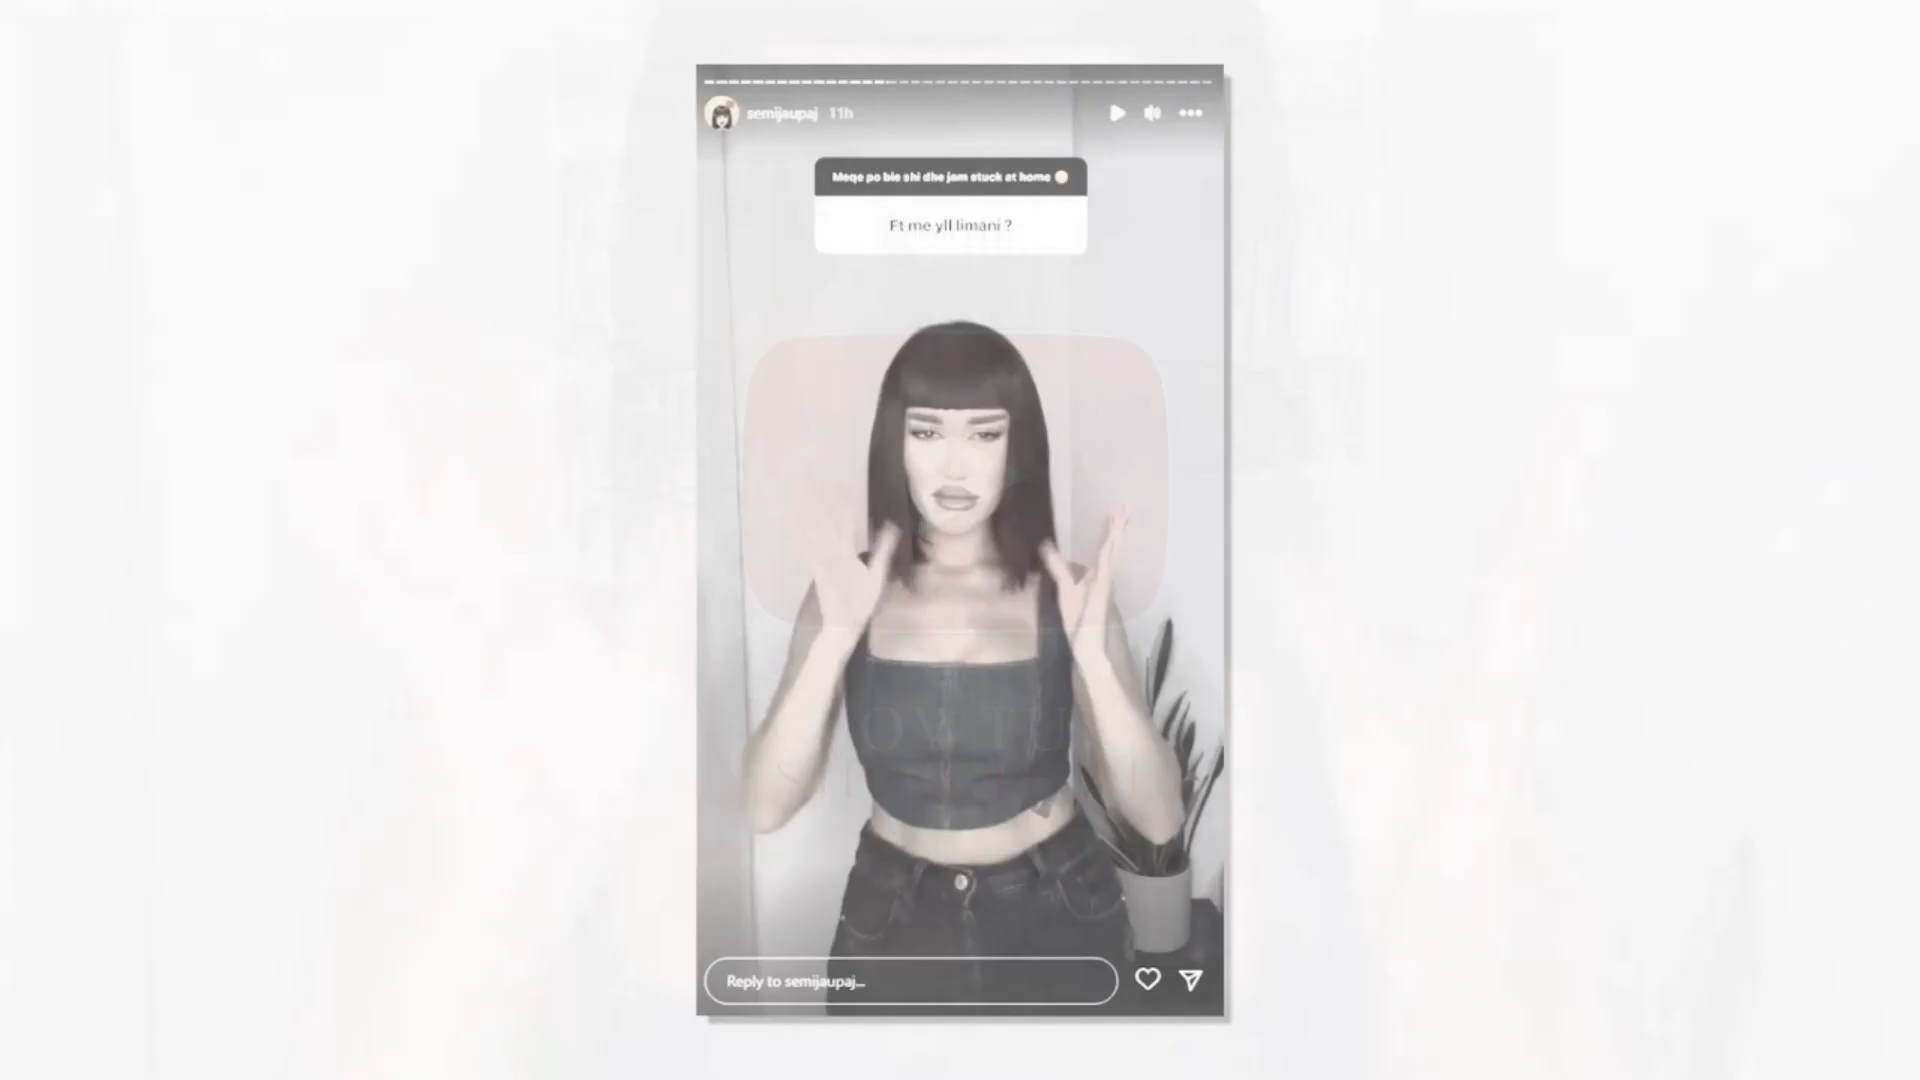 semijaupaj 11h
Meqe po bie shi dhe jam stuck at home
Ft me yll limani ?
Reply to semijaupaj...